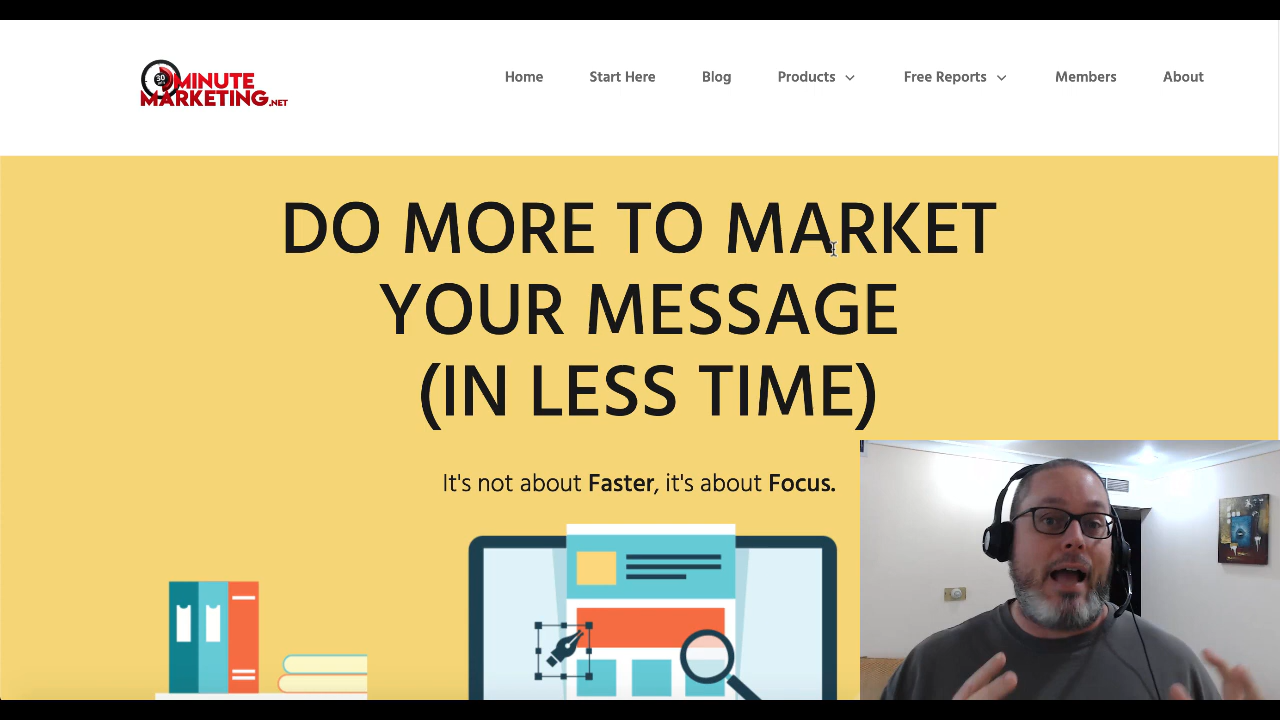 30
MINUTE
MARKETING.NET
Home Start Here Blog Products Free Reports Members About
DO MORE TO MARKET
YOUR MESSAGE
(IN LESS TIME)
It's not about Faster, it's about Focus.